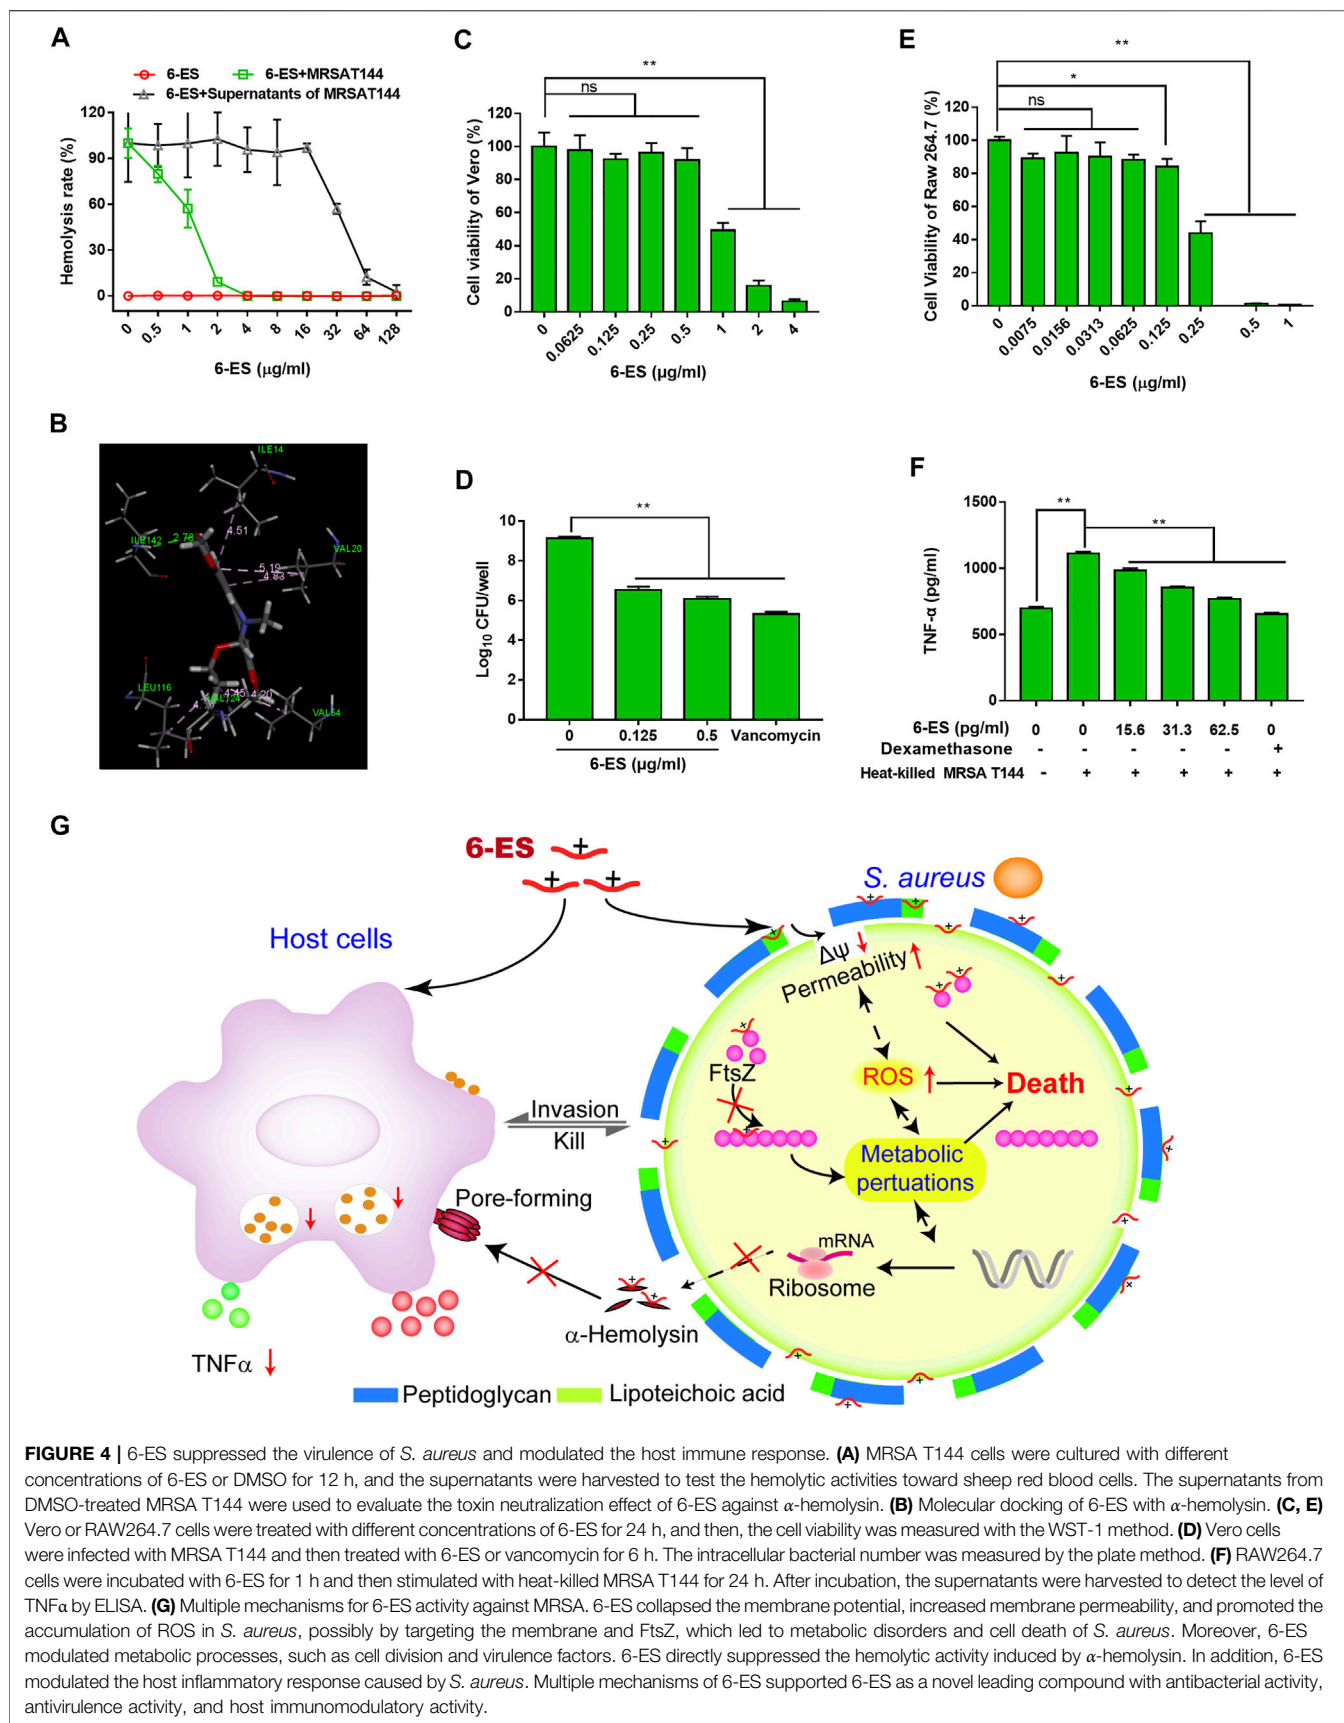 A
6-ES
6-ES+MRSAT144
6-ES+Supernatants of MRSAT144
Hemolysis rate (%)
120
90
60
30
0
0 0.5 1 2 4 8 16 32 64 128
6-ES (μg/ml)
C
**
ns
Cell viability of Vero (%)
120
100
80
60
40
20
0
0 0.0625 0.125 0.25 0.5 1 2 4
6-ES (μg/ml)
E
**
*
ns
Cell Viability of Raw 264.7 (%)
120
100
80
60
40
20
0
0 0.0075 0.0156 0.0313 0.0625 0.125 0.25 0.5 1
6-ES (μg/ml)
B
ILE14
4.51
ILE142
2.78
VAL20
5.19
4.83
LEU116
4.45
4.20
VAL54
D
**
Log10 CFU/well
10
8
6
4
2
0
0 0.125 0.5 Vancomycin
6-ES (μg/ml)
F
**
**
TNF-α (pg/ml)
1500
1000
500
0
6-ES (pg/ml) 0 0 15.6 31.3 62.5 0
Dexamethasone - - - - - +
Heat-killed MRSA T144 - + + + + +
G
6-ES
S. aureus
Host cells
Δψ
Permeability
FtsZ
ROS
Death
Invasion
Kill
Metabolic
pertuations
Pore-forming
mRNA
Ribosome
α-Hemolysin
TNFα
Peptidoglycan
Lipoteichoic acid
FIGURE 4 | 6-ES suppressed the virulence of S. aureus and modulated the host immune response. (A) MRSA T144 cells were cultured with different
concentrations of 6-ES or DMSO for 12 h, and the supernatants were harvested to test the hemolytic activities toward sheep red blood cells. The supernatants from
DMSO-treated MRSA T144 were used to evaluate the toxin neutralization effect of 6-ES against α-hemolysin. (B) Molecular docking of 6-ES with α-hemolysin. (C, E)
Vero or RAW264.7 cells were treated with different concentrations of 6-ES for 24 h, and then, the cell viability was measured with the WST-1 method. (D) Vero cells
were infected with MRSA T144 and then treated with 6-ES or vancomycin for 6 h. The intracellular bacterial number was measured by the plate method. (F) RAW264.7
cells were incubated with 6-ES for 1 h and then stimulated with heat-killed MRSA T144 for 24 h. After incubation, the supernatants were harvested to detect the level of
TNFα by ELISA. (G) Multiple mechanisms for 6-ES activity against MRSA. 6-ES collapsed the membrane potential, increased membrane permeability, and promoted the
accumulation of ROS in S. aureus, possibly by targeting the membrane and FtsZ, which led to metabolic disorders and cell death of S. aureus. Moreover, 6-ES
modulated metabolic processes, such as cell division and virulence factors. 6-ES directly suppressed the hemolytic activity induced by α-hemolysin. In addition, 6-ES
modulated the host inflammatory response caused by S. aureus. Multiple mechanisms of 6-ES supported 6-ES as a novel leading compound with antibacterial activity,
antivirulence activity, and host immunomodulatory activity.